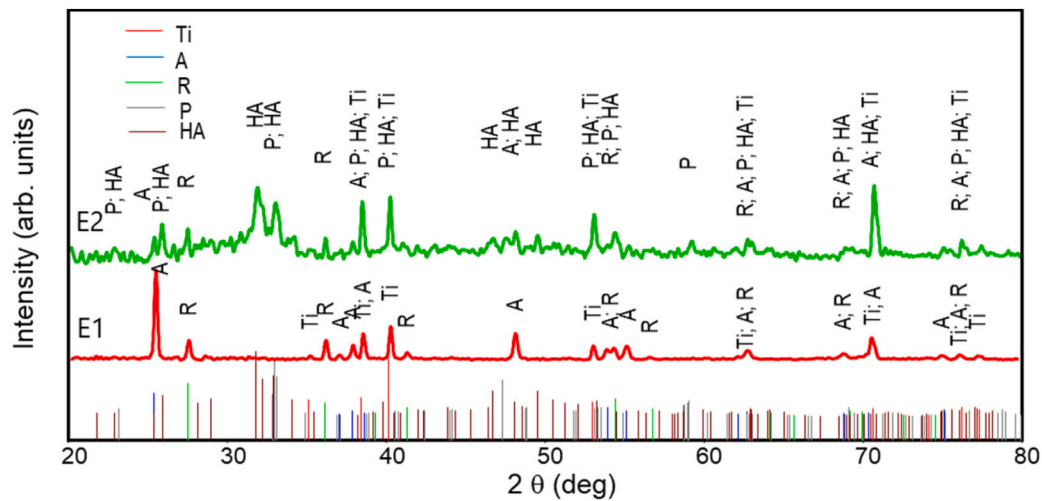 Ti
A
R
P
HA
Intensity (arb. units)
E2
P; HA
A
P; HA
R
HA
P; HA
R
A; P; HA; Ti
P; HA; Ti
HA
A; HA
HA
P; HA; Ti
R; P; HA
P
R; A; P; HA; Ti
R; A; P; HA
A; HA; Ti
R; A; P; HA; Ti
E1
A
R
Ti
R
A
A
Ti; A
Ti
R
A
Ti
A; R
A
R
Ti; A; R
A; R
Ti; A
A
Ti; A; R
Ti
20
30
40
50
60
70
80
2 θ (deg)